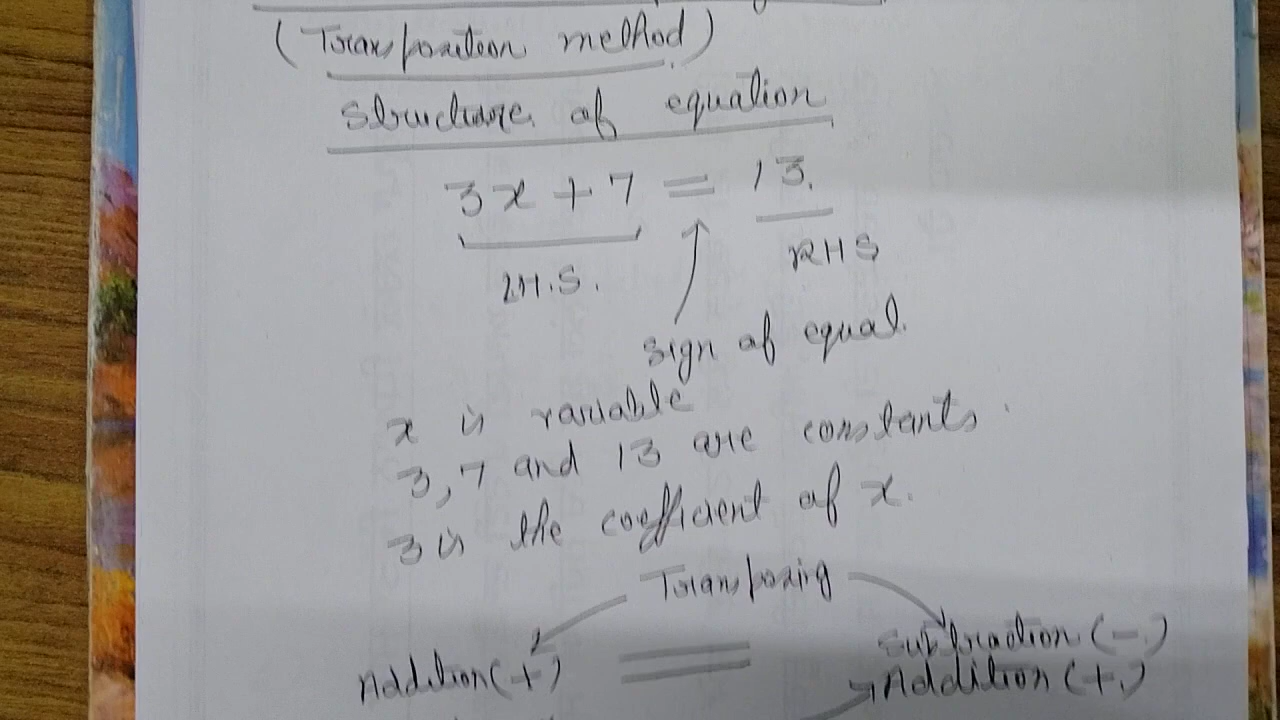 (Transposition method)
Structure of equation
3x + 7 = 13.
LH.S.
RHS
sign of equal.
x is variable
3, 7 and 13 are constants.
3 is the coefficient of x.
Transposing
Addition (+) = Subtraction (-)
Addition (+)